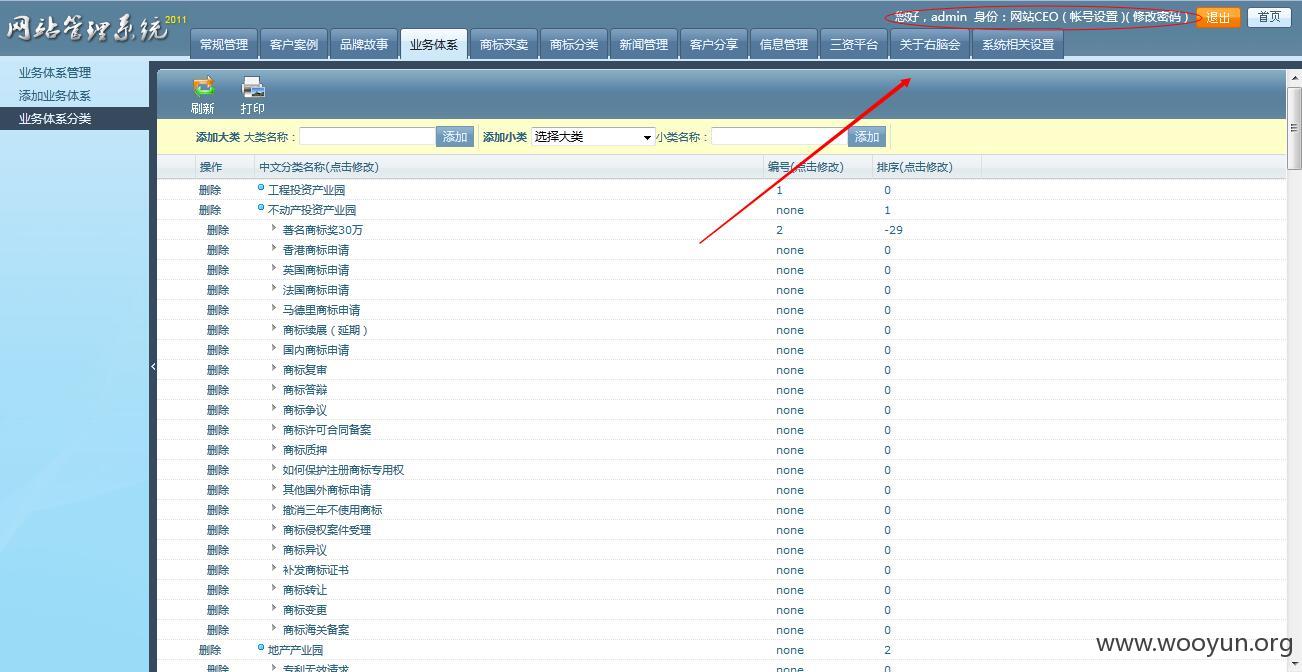 网站管理系统 2011
您好，admin 身份：网站CEO ( 帐号设置 )( 修改密码 ) 退出 首页
常规管理 客户案例 品牌故事 业务体系 商标买卖 商标分类 新闻管理 客户分享 信息管理 三资平台 关于右脑会 系统相关设置
业务体系管理
添加业务体系
业务体系分类
刷新 打印
添加大类 大类名称： 添加 添加小类 选择大类 小类名称： 添加
操作 中文分类名称(点击修改) 编号(点击修改) 排序(点击修改)
删除 工程投资产业园 1 0
删除 不动产投资产业园 none 1
删除 著名商标奖30万 2 -29
删除 香港商标申请 none 0
删除 英国商标申请 none 0
删除 法国商标申请 none 0
删除 马德里商标申请 none 0
删除 商标续展（延期） none 0
删除 国内商标申请 none 0
删除 商标复审 none 0
删除 商标答辩 none 0
删除 商标争议 none 0
删除 商标许可合同备案 none 0
删除 商标质押 none 0
删除 如何保护注册商标专用权 none 0
删除 其他国外商标申请 none 0
删除 撤消三年不使用商标 none 0
删除 商标侵权案件受理 none 0
删除 商标异议 none 0
删除 补发商标证书 none 0
删除 商标转让 none 0
删除 商标变更 none 0
删除 商标海关备案 none 0
删除 地产产业园 none 2
删除 专利无效请求 none 0
www.wooyun.org